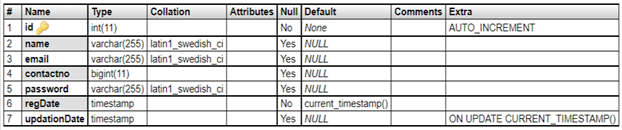 # Name Type Collation Attributes Null Default Comments Extra
1 id int(11) No None AUTO_INCREMENT
2 name varchar(255) latin1_swedish_ci Yes NULL
3 email varchar(255) latin1_swedish_ci Yes NULL
4 contactno bigint(11) Yes NULL
5 password varchar(255) latin1_swedish_ci Yes NULL
6 regDate timestamp No current_timestamp()
7 updationDate timestamp Yes NULL ON UPDATE CURRENT_TIMESTAMP()